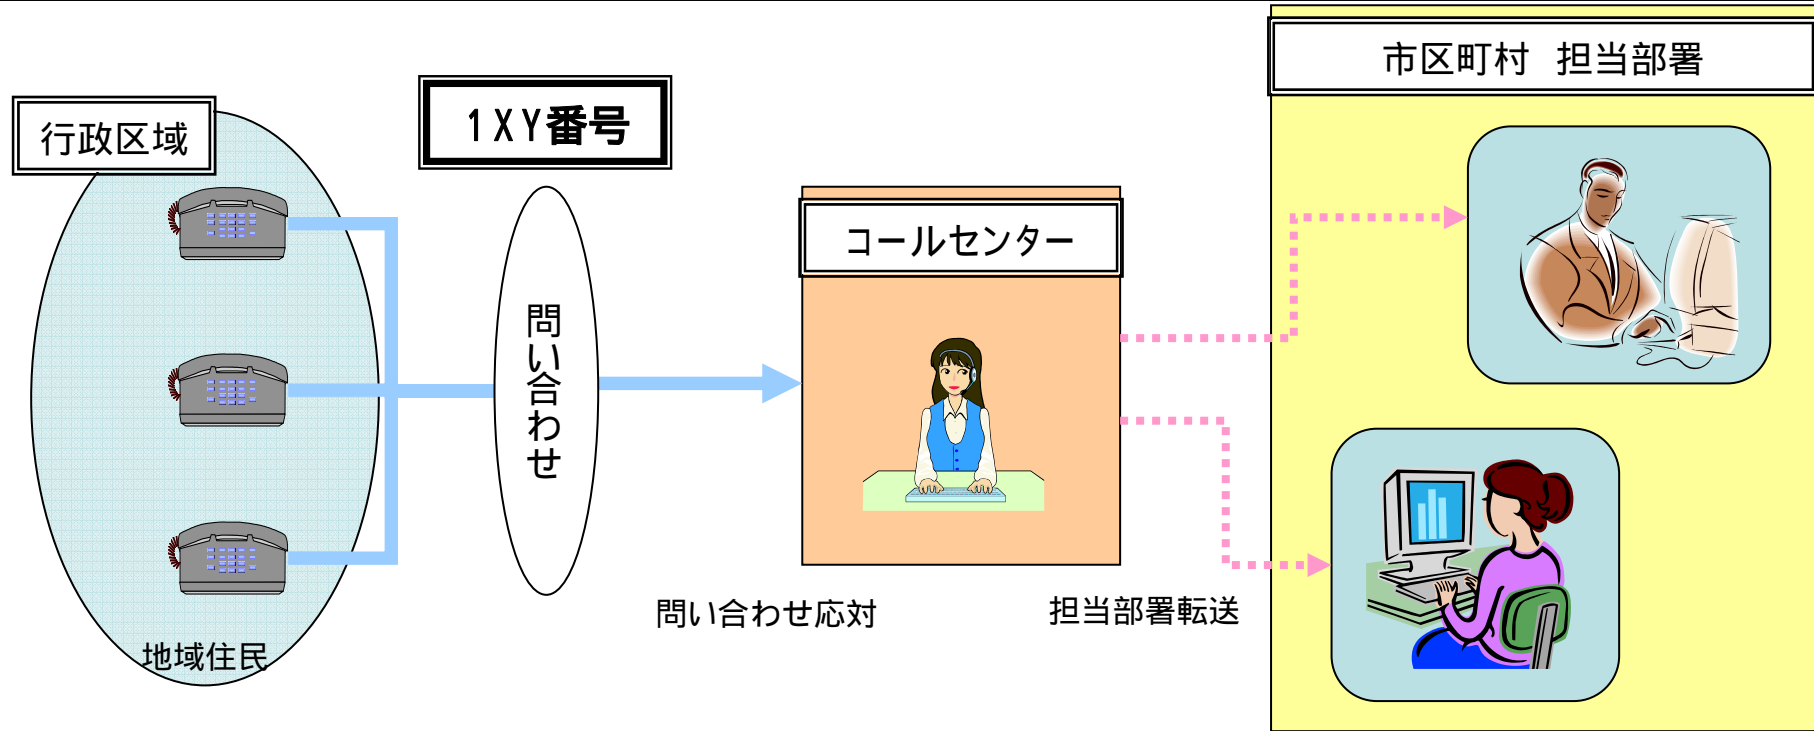 行政区域
1XY番号
市区町村 担当部署
コールセンター
問い合わせ
問い合わせ応対
担当部署転送
地域住民